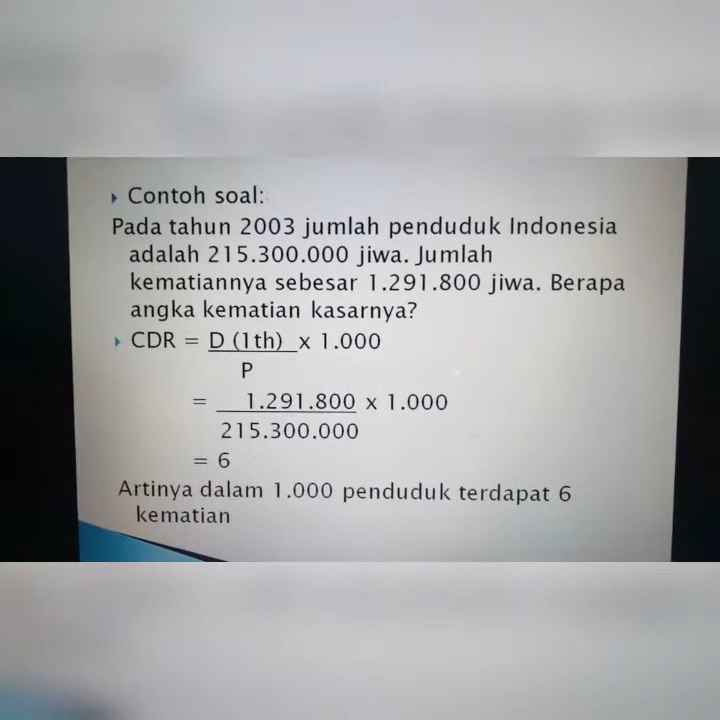 Contoh soal:
Pada tahun 2003 jumlah penduduk Indonesia
adalah 215.300.000 jiwa. Jumlah
kematiannya sebesar 1.291.800 jiwa. Berapa
angka kematian kasarnya?
CDR = D (1th) x 1.000
P
= 1.291.800 x 1.000
215.300.000
= 6
Artinya dalam 1.000 penduduk terdapat 6
kematian